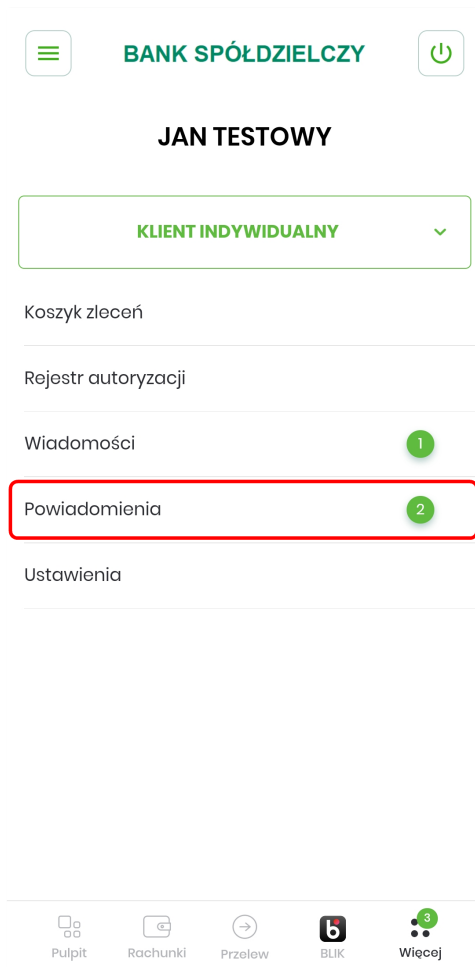 BANK SPÓŁDZIELCZY
JAN TESTOWY
KLIENT INDYWIDUALNY
Koszyk zleceń
Rejestr autoryzacji
Wiadomości 1
Powiadomienia 2
Ustawienia
3
Pulpit Rachunki Przelew BLIK Więcej